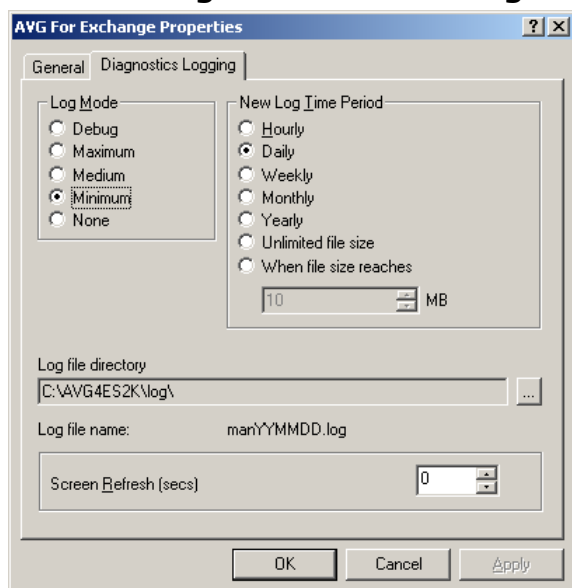 AVG For Exchange Properties
General
Diagnostics Logging
Log Mode
Debug
Maximum
Medium
Minimum
None
New Log Time Period
Hourly
Daily
Weekly
Monthly
Yearly
Unlimited file size
When file size reaches
10 MB
Log file directory
C:\AVG4ES2K\log\
...
Log file name: manYYMMDD.log
Screen Refresh (secs) 0
OK Cancel Apply